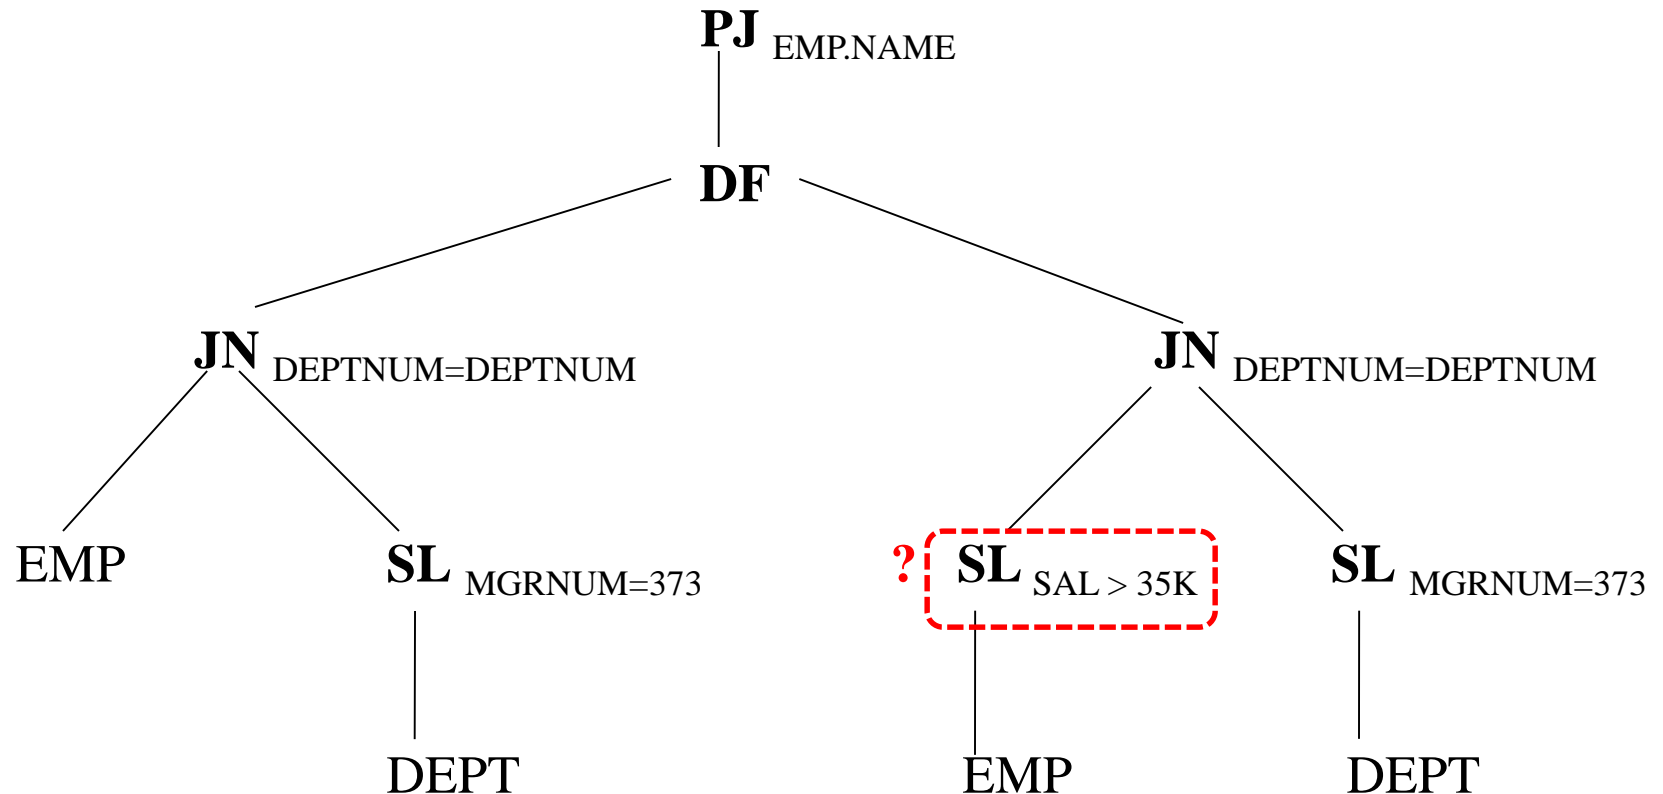 PJ EMP.NAME
DF
JN DEPTNUM=DEPTNUM
JN DEPTNUM=DEPTNUM
EMP
SL MGRNUM=373
? SL SAL > 35K
SL MGRNUM=373
DEPT
EMP
DEPT